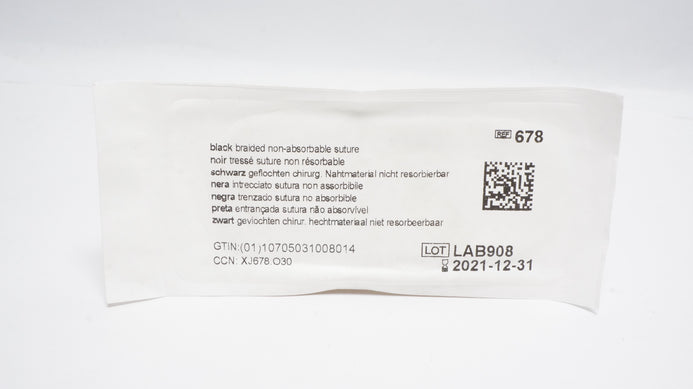 REF 678
black braided non-absorbable suture
noir tressé suture non résorbable
schwarz geflochten chirurg. Nahtmaterial nicht resorbierbar
nera intrecciato sutura non assorbibile
negra trenzado sutura no absorbible
preta entrançada sutura não absorvível
zwart gevlochten chirur. hechtmateriaal niet resorbeerbaar
GTIN:(01)10705031008014
CCN: XJ678.O30
LOT LAB908
2021-12-31